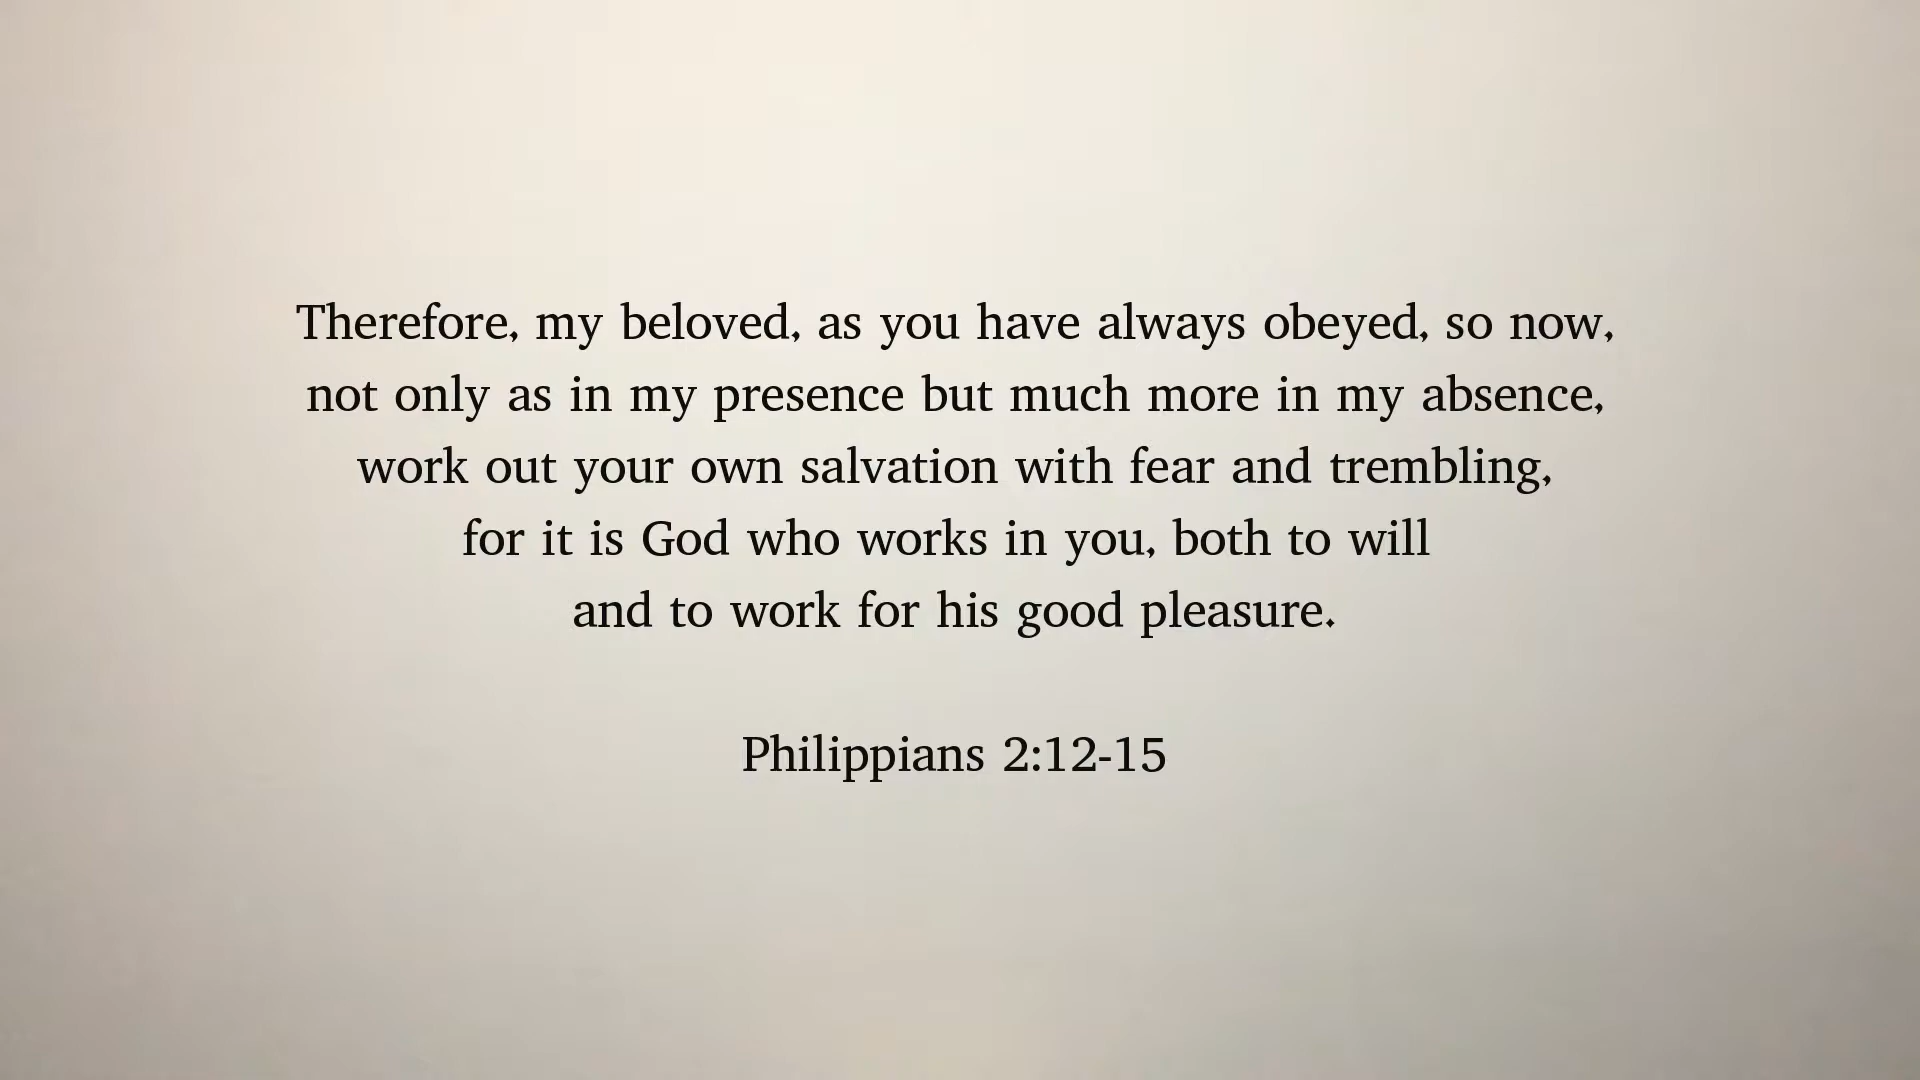 Therefore, my beloved, as you have always obeyed, so now,
not only as in my presence but much more in my absence,
work out your own salvation with fear and trembling,
for it is God who works in you, both to will
and to work for his good pleasure.
Philippians 2:12-15